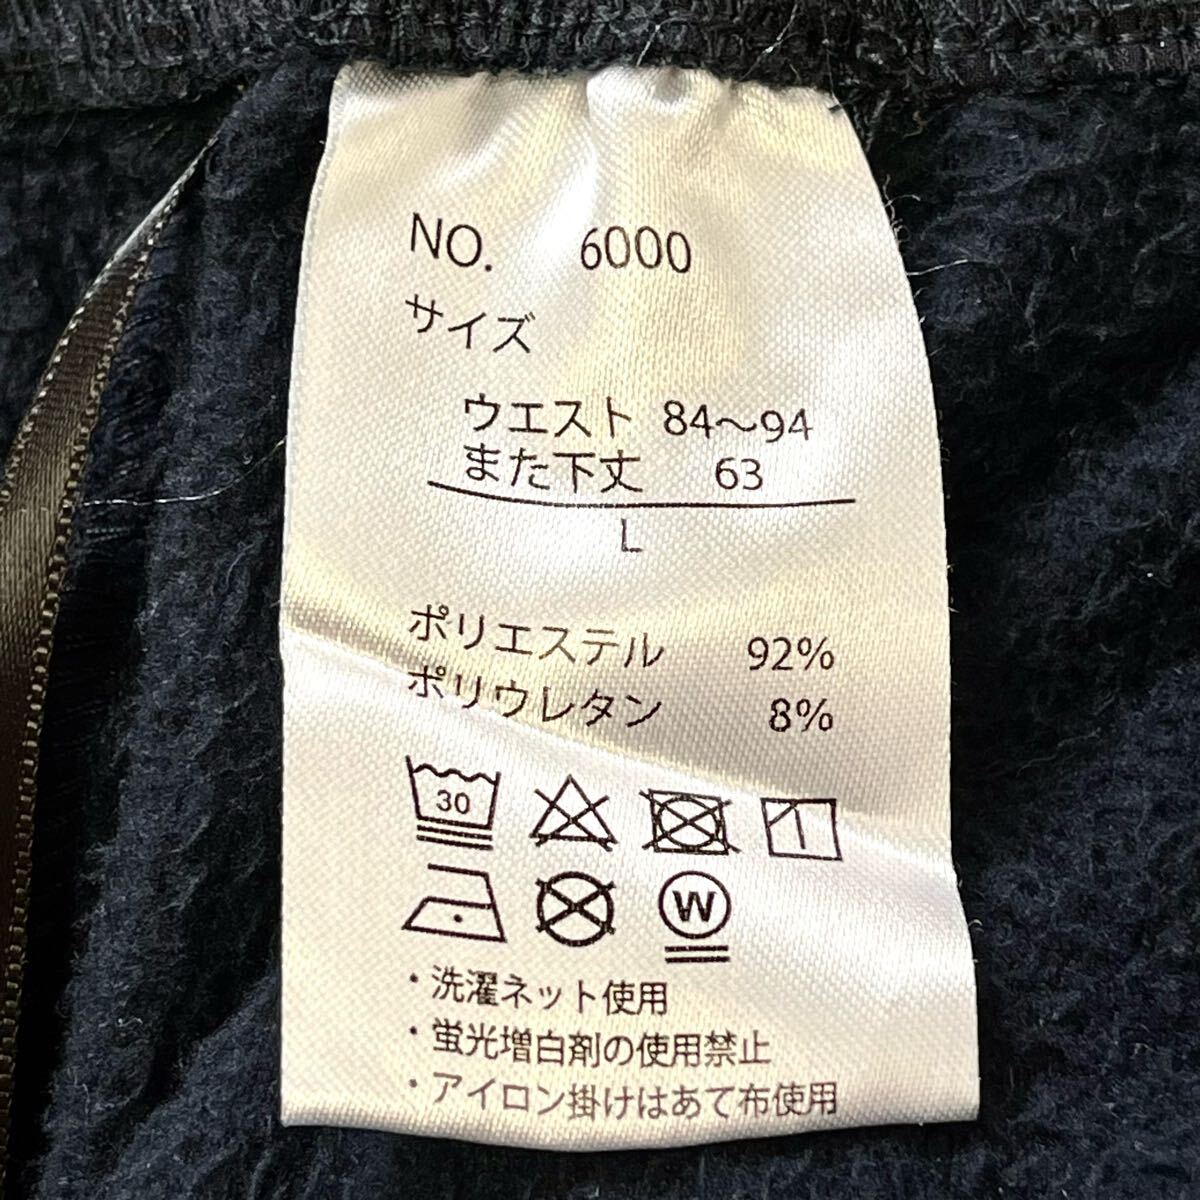 NO. 6000
サイズ
ウエスト 84〜94
また下丈 63
L
ポリエステル 92%
ポリウレタン 8%
30
W
・洗濯ネット使用
・蛍光増白剤の使用禁止
・アイロン掛けはあて布使用